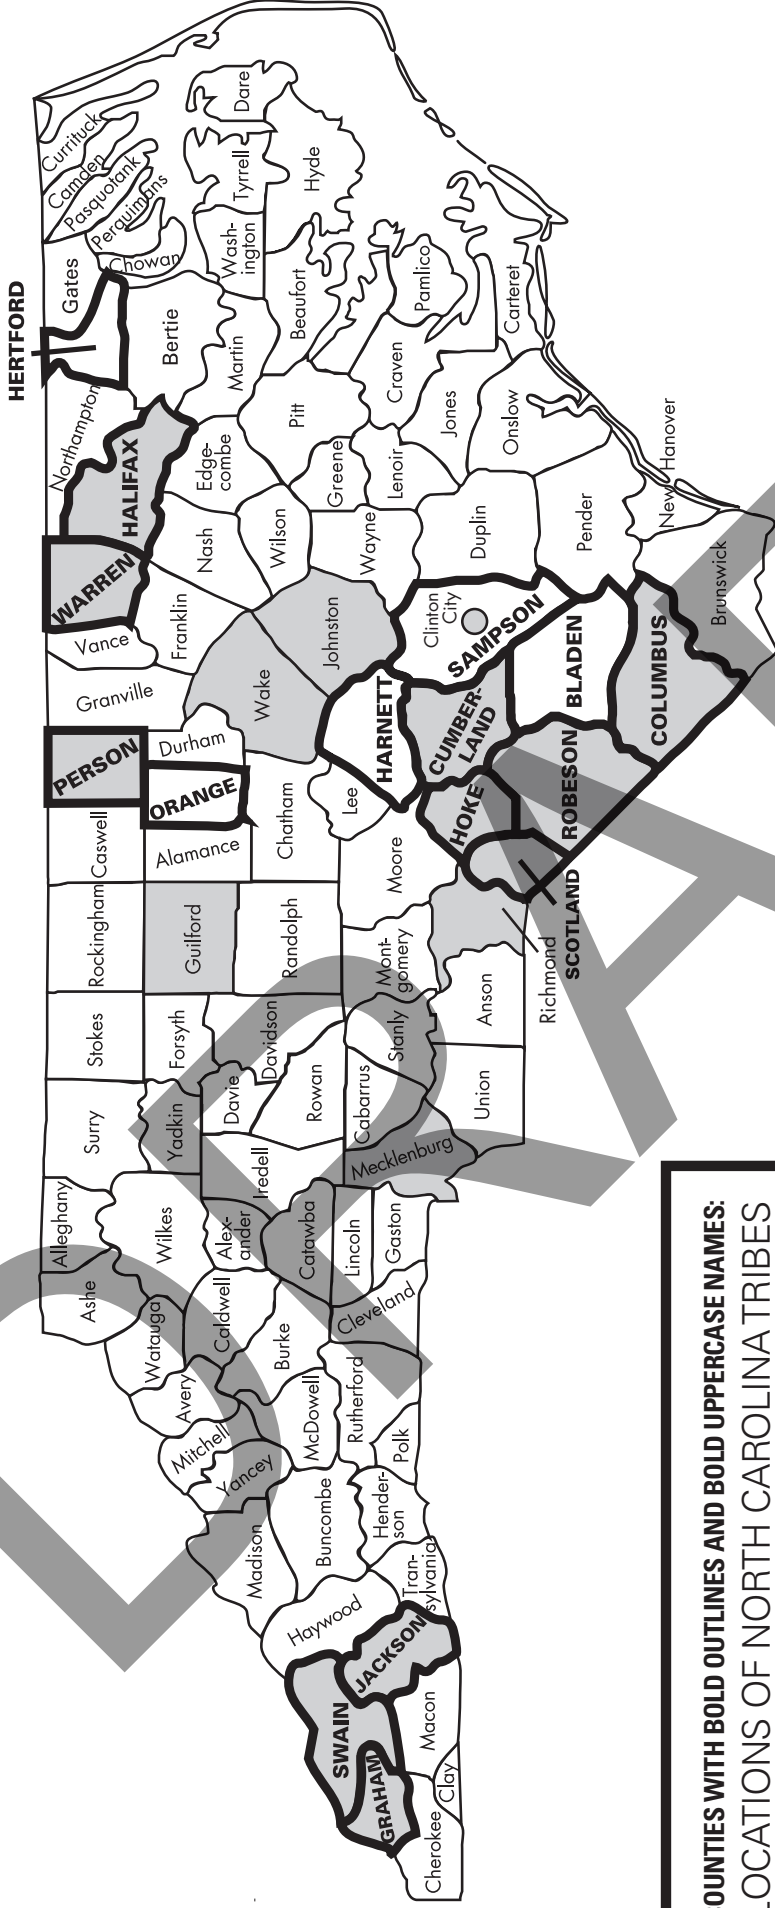 HERTFORD
Currituck
Camden
Pasquotank
Perquimans
Gates
Chowan
Dare
Tyrrell
Hyde
Wash-
ington
Northampton
Bertie
Martin
Beaufort
Pamlico
Carteret
HALIFAX
Edge-
combe
Pitt
Craven
Jones
Onslow
WARREN
Nash
Wilson
Greene
Lenoir
New Hanover
Vance
Franklin
Wayne
Duplin
Pender
Brunswick
Granville
Wake
Johnston
Clinton
City
SAMPSON
BLADEN
COLUMBUS
PERSON
Durham
ORANGE
HARNETT
CUMBER-
LAND
ROBESON
Caswell
Alamance
Chatham
Lee
HOKE
Moore
SCOTLAND
Rockingham
Guilford
Randolph
Mont-
gomery
Richmond
Stokes
Forsyth
Davidson
Stanly
Anson
Surry
Yadkin
Davie
Rowan
Cabarrus
Union
Iredell
Mecklenburg
Alleghany
Wilkes
Alex-
ander
Catawba
Lincoln
Gaston
Ashe
Watauga
Caldwell
Burke
Cleveland
Avery
Mitchell
Yancey
McDowell
Rutherford
Polk
Madison
Buncombe
Hender-
son
Haywood
Tran-
sylvania
JACKSON
SWAIN
Macon
GRAHAM
Clay
Cherokee
OUNTIES WITH BOLD OUTLINES AND BOLD UPPERCASE NAMES:
LOCATIONS OF NORTH CAROLINA TRIBES
DRA